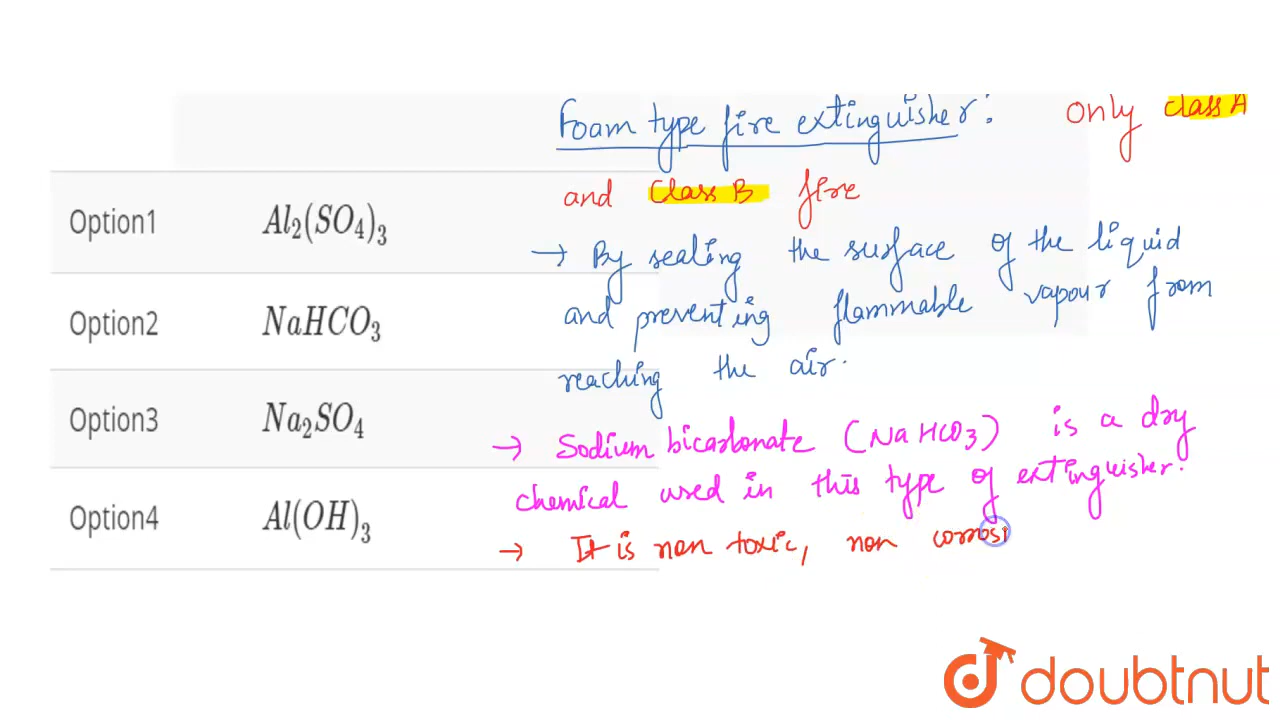 Foam type fire extinguisher: Only Class A
and Class B fire
Option1 Al₂(SO₄)₃
→ By sealing the surface of the liquid
and preventing flammable vapour from
reaching the air.
Option2 NaHCO₃
Option3 Na₂SO₄
→ Sodium bicarbonate (NaHCO₃) is a dry
chemical used in this type of extinguisher.
Option4 Al(OH)₃
→ It is non toxic, non corrosi
doubtnut